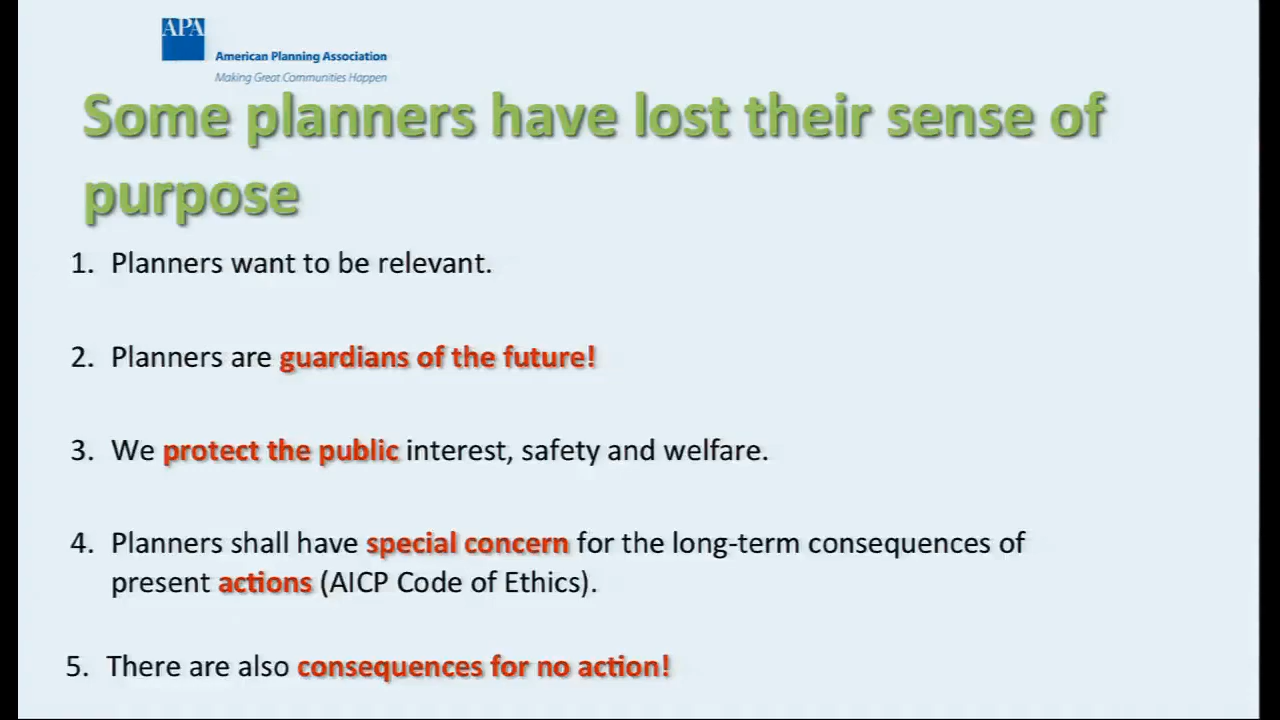 APA
American Planning Association
Making Great Communities Happen
Some planners have lost their sense of
purpose
1. Planners want to be relevant.
2. Planners are guardians of the future!
3. We protect the public interest, safety and welfare.
4. Planners shall have special concern for the long-term consequences of
present actions (AICP Code of Ethics).
5. There are also consequences for no action!